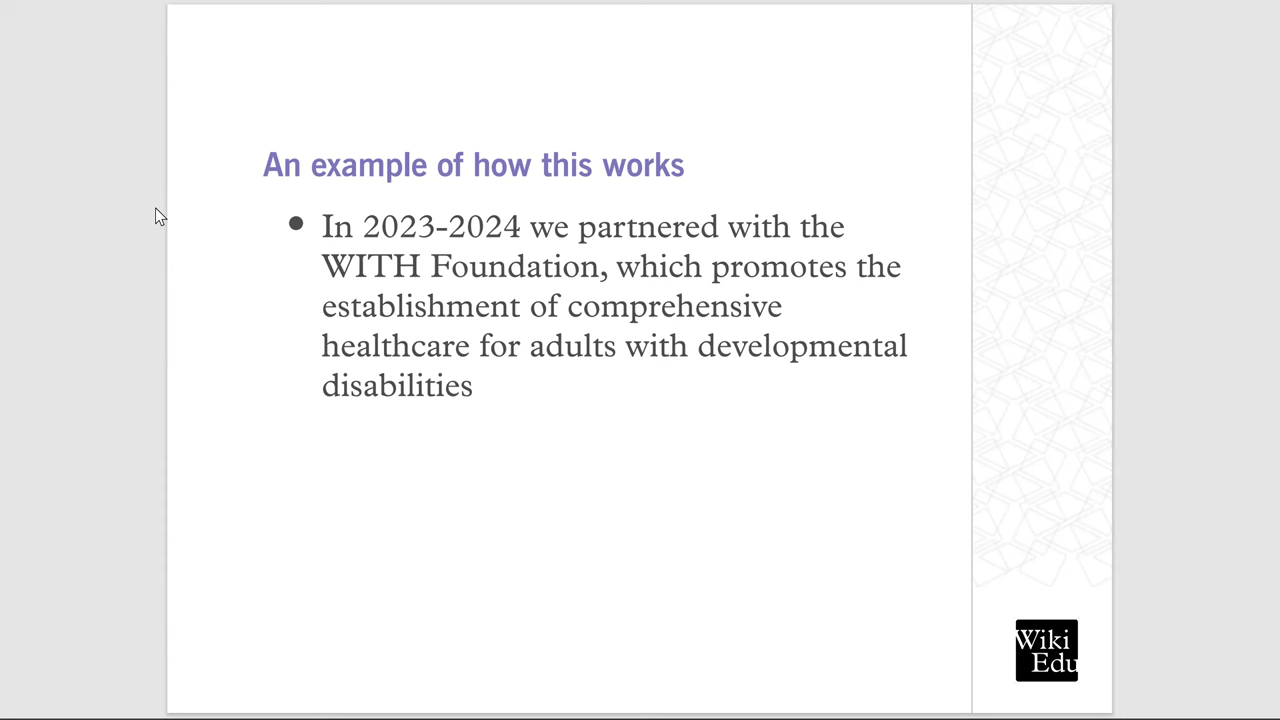 An example of how this works
● In 2023-2024 we partnered with the
WITH Foundation, which promotes the
establishment of comprehensive
healthcare for adults with developmental
disabilities
Wiki
Edu